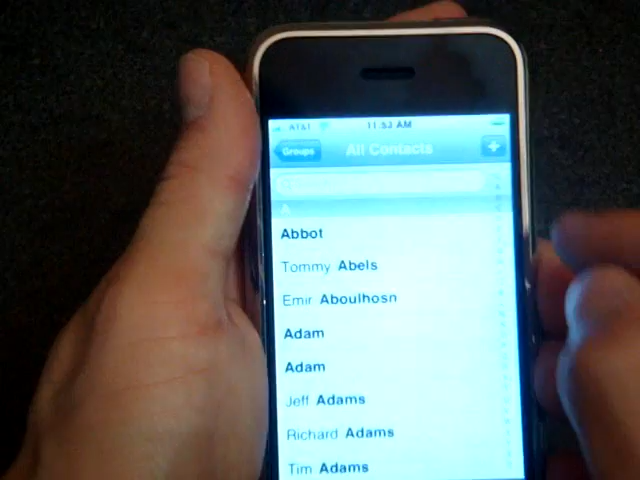 AT&T 11:53 AM
Groups All Contacts +
A
Abbot
Tommy Abels
Emir Aboulhosn
Adam
Adam
Jeff Adams
Richard Adams
Tim Adams